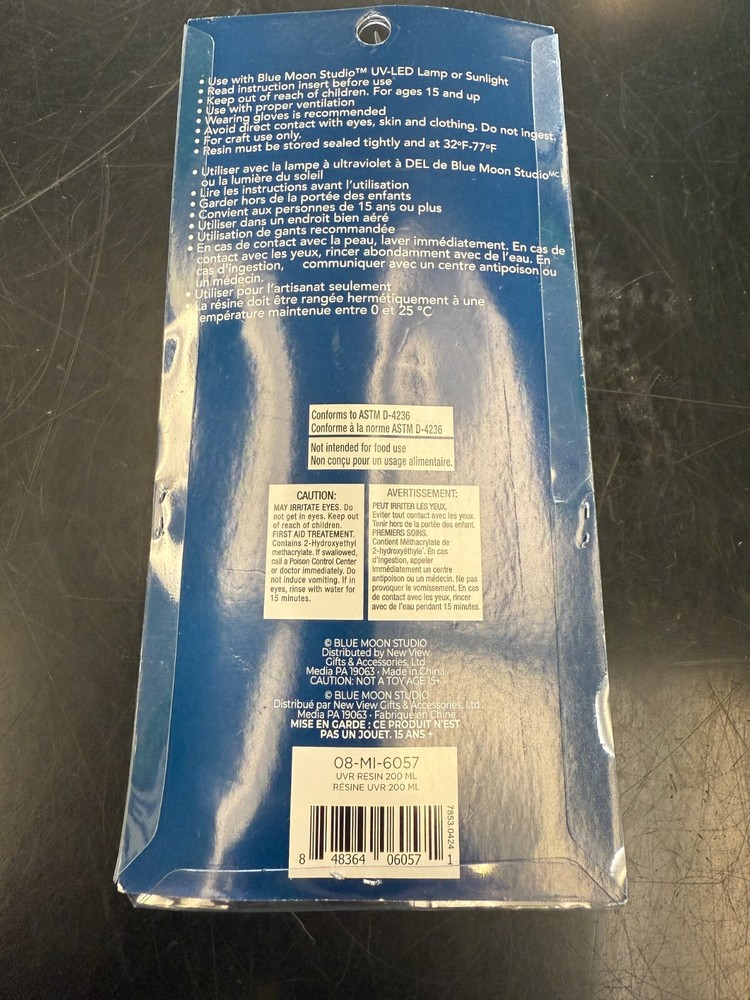 • Use with Blue Moon Studio™ UV-LED Lamp or Sunlight
• Read instruction insert before use
• Keep out of reach of children. For ages 15 and up
• Use with proper ventilation
• Wearing gloves is recommended
• Avoid direct contact with eyes, skin and clothing. Do not ingest.
• For craft use only.
• Resin must be stored sealed tightly and at 32°F-77°F
• Utiliser avec la lampe à ultraviolet à DEL de Blue Moon Studio MC
ou la lumière du soleil
• Lire les instructions avant l'utilisation
• Garder hors de la portée des enfants
• Convient aux personnes de 15 ans ou plus
• Utiliser dans un endroit bien aéré
• Utilisation de gants recommandée
• En cas de contact avec la peau, laver immédiatement. En cas de
contact avec les yeux, rincer abondamment avec de l'eau. En
cas d'ingestion, communiquer avec un centre antipoison ou
un médecin.
• Utiliser pour l'artisanat seulement
La résine doit être rangée hermétiquement à une
empérature maintenue entre 0 et 25 °C
Conforms to ASTM D-4236
Conforme à la norme ASTM D-4236
Not intended for food use
Non conçu pour un usage alimentaire.
CAUTION:
MAY IRRITATE EYES. Do
not get in eyes. Keep out
of reach of children.
FIRST AID TREATEMENT.
Contains 2-Hydroxyethyl
methacrylate. If swallowed,
call a Poison Control Center
or doctor immediately. Do
not induce vomiting. If in
eyes, rinse with water for
15 minutes.
AVERTISSEMENT:
PEUT IRRITER LES YEUX.
Eviter tout contact avec les yeux.
Tenir hors de la portée des enfant.
PREMIERS SOINS.
Contient Méthacrylate de
2-hydroxyéthyle. En cas
d'ingestion, appeler
immédiatement un centre
antipoison ou un médecin. Ne pas
provoquer le vomissement. En cas
de contact avec les yeux, rincer
avec de l'eau pendant 15 minutes.
© BLUE MOON STUDIO
Distributed by New View
Gifts & Accessories, Ltd
Media PA 19063 • Made in China
CAUTION: NOT A TOY AGE 15+
© BLUE MOON STUDIO
Distribué par New View Gifts & Accessories, Ltd
Media PA 19063 • Fabriqué en Chine
MISE EN GARDE : CE PRODUIT N'EST
PAS UN JOUET. 15 ANS +
08-MI-6057
UVR RESIN 200 ML
RÉSINE UVR 200 ML
7853.0424
8 48364 06057 1